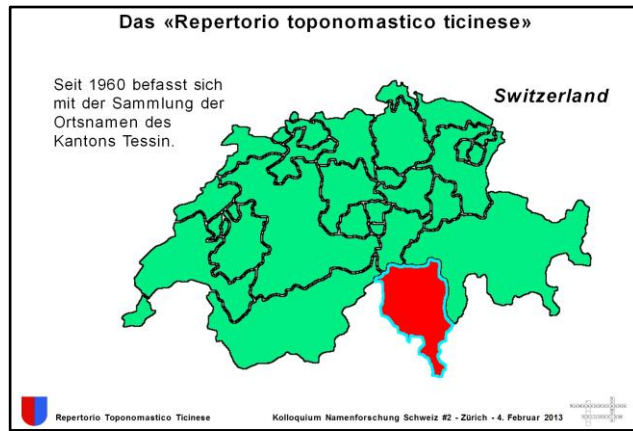 Das «Repertorio toponomastico ticinese»
Seit 1960 befasst sich
mit der Sammlung der
Ortsnamen des
Kantons Tessin.
Switzerland
Repertorio Toponomastico Ticinese
Kolloquium Namenforschung Schweiz #2 - Zürich - 4. Februar 2013